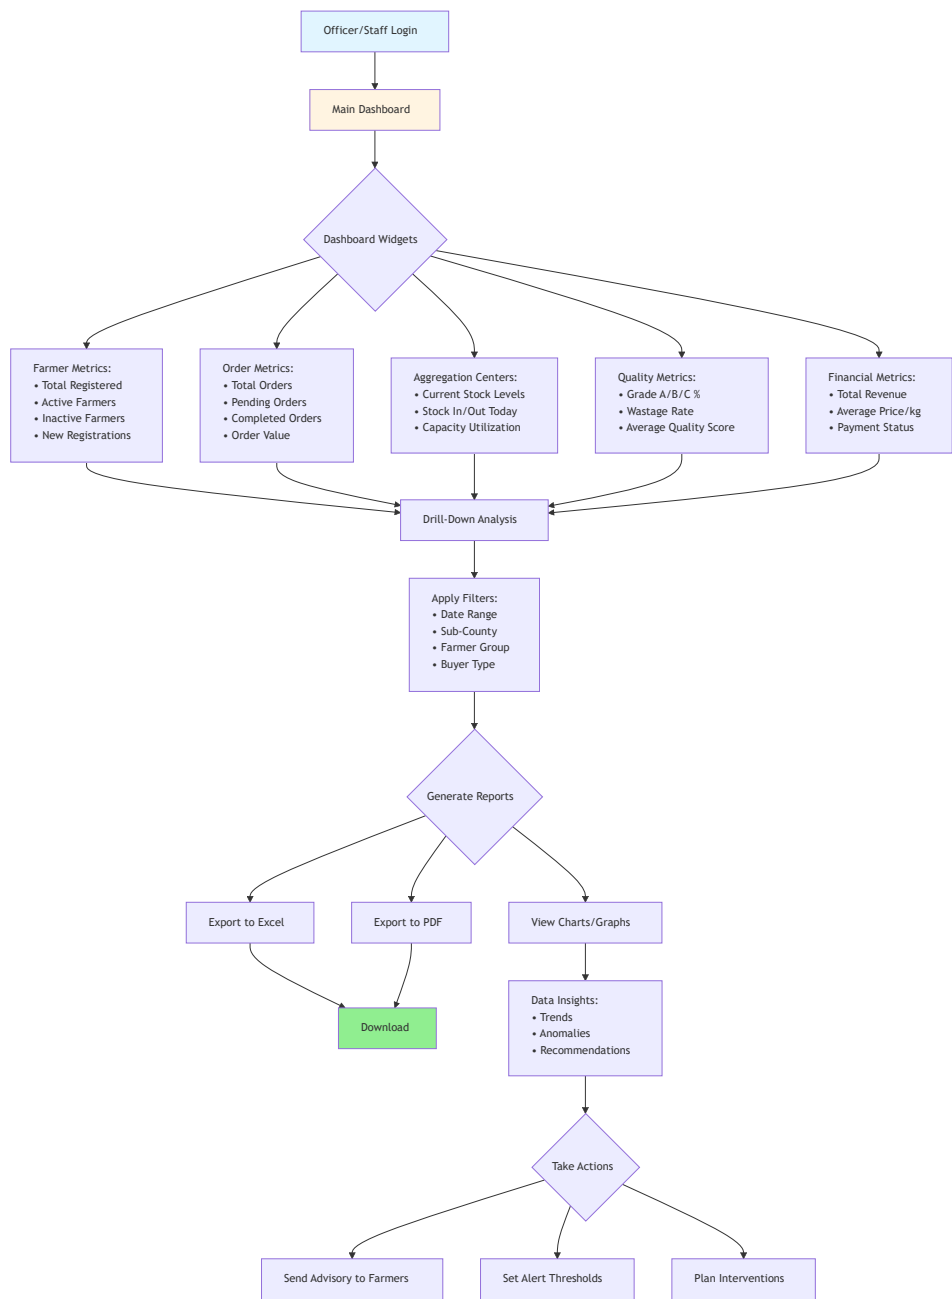 Officer/Staff Login
Main Dashboard
Dashboard Widgets
Farmer Metrics:
• Total Registered
• Active Farmers
• Inactive Farmers
• New Registrations
Order Metrics:
• Total Orders
• Pending Orders
• Completed Orders
• Order Value
Aggregation Centers:
• Current Stock Levels
• Stock In/Out Today
• Capacity Utilization
Quality Metrics:
• Grade A/B/C %
• Wastage Rate
• Average Quality Score
Financial Metrics:
• Total Revenue
• Average Price/kg
• Payment Status
Drill-Down Analysis
Apply Filters:
• Date Range
• Sub-County
• Farmer Group
• Buyer Type
Generate Reports
Export to Excel
Export to PDF
View Charts/Graphs
Download
Data Insights:
• Trends
• Anomalies
• Recommendations
Take Actions
Send Advisory to Farmers
Set Alert Thresholds
Plan Interventions